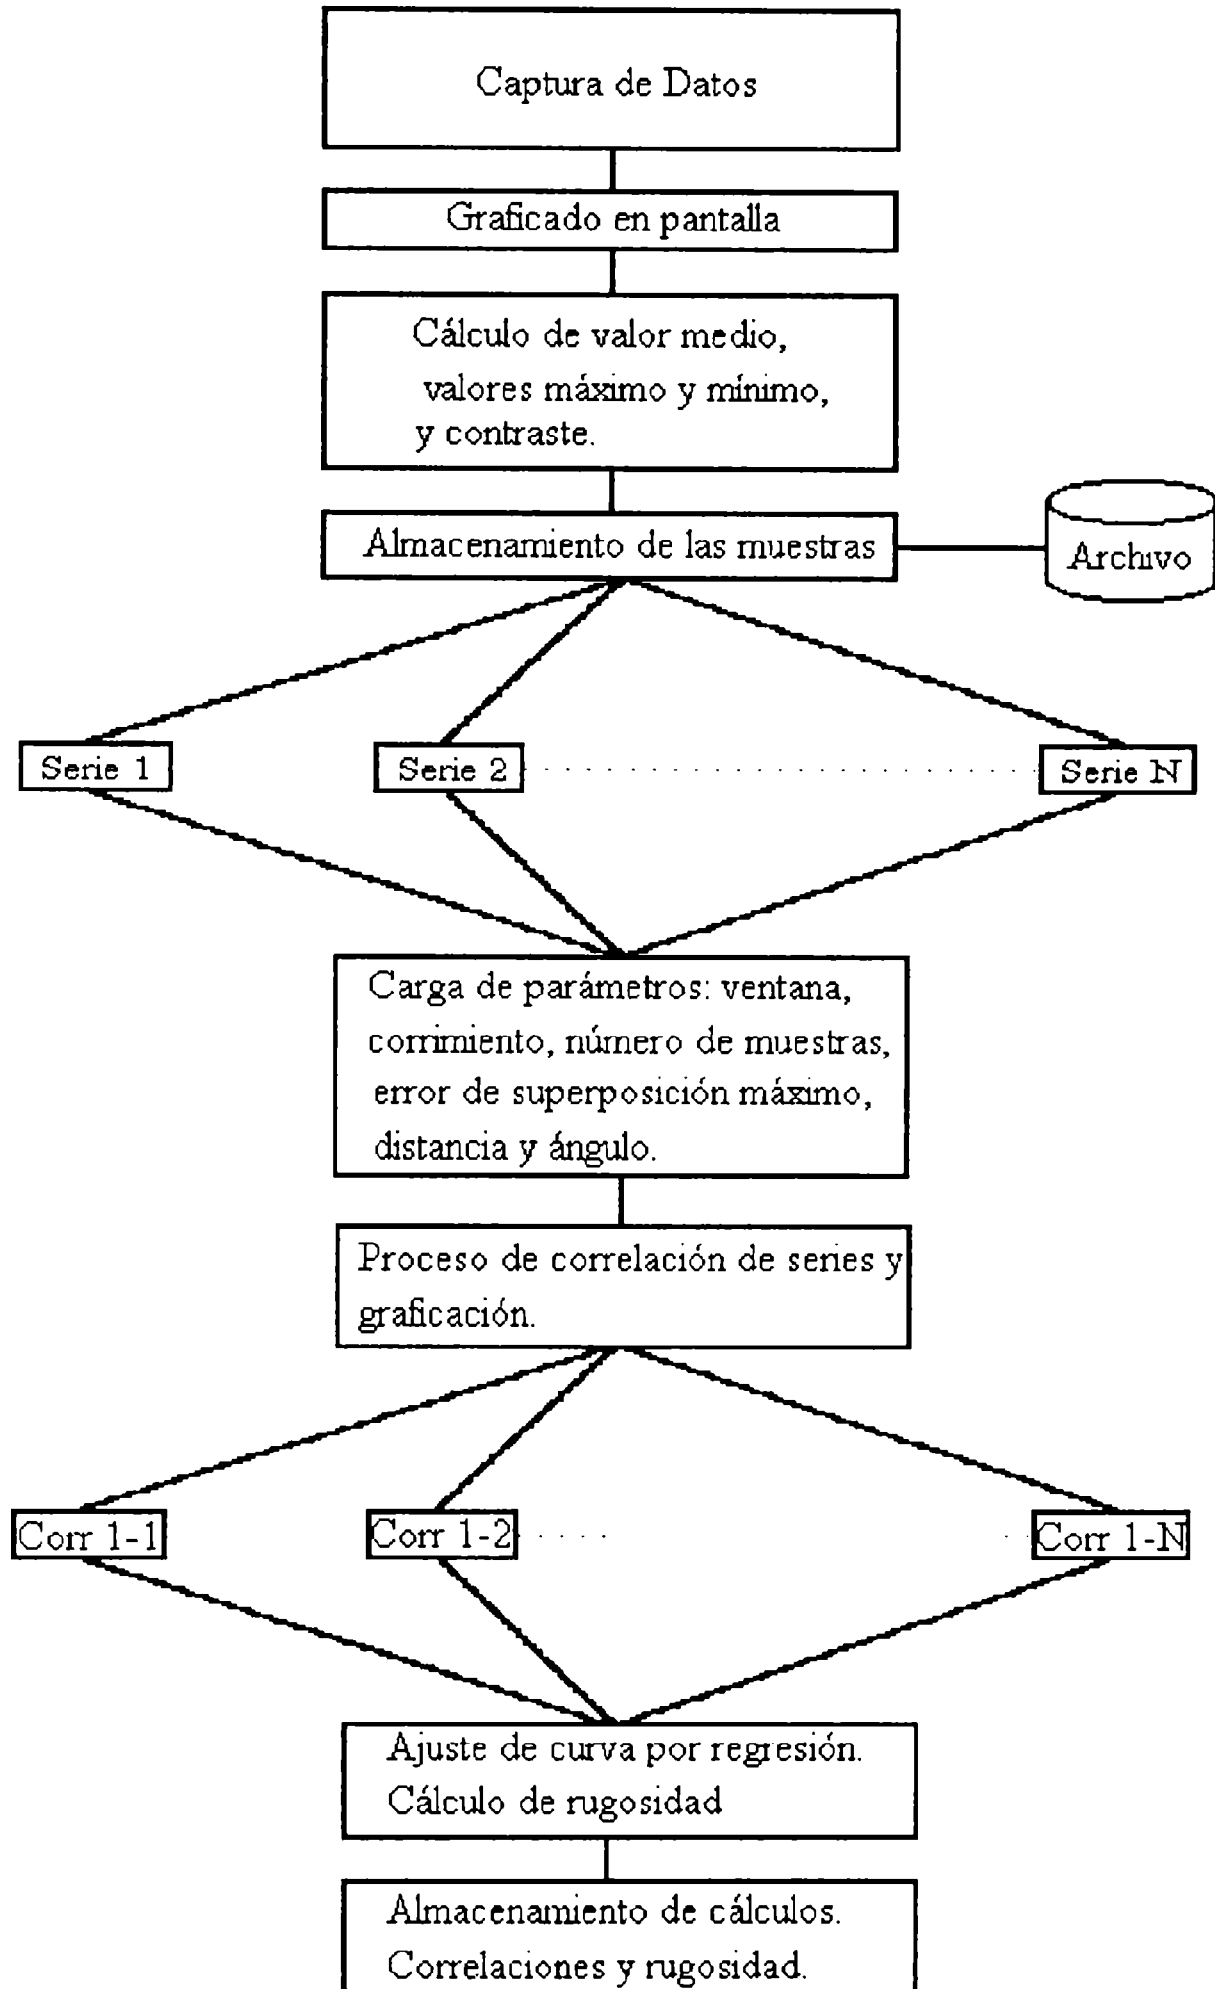 Captura de Datos
Graficado en pantalla
Cálculo de valor medio,
valores máximo y mínimo,
y contraste.
Almacenamiento de las muestras
Archivo
Serie 1
Serie 2
Serie N
Carga de parámetros: ventana,
corrimiento, número de muestras,
error de superposición máximo,
distancia y ángulo.
Proceso de correlación de series y
graficación.
Corr 1-1
Corr 1-2
Corr 1-N
Ajuste de curva por regresión.
Cálculo de rugosidad
Almacenamiento de cálculos.
Correlaciones y rugosidad.